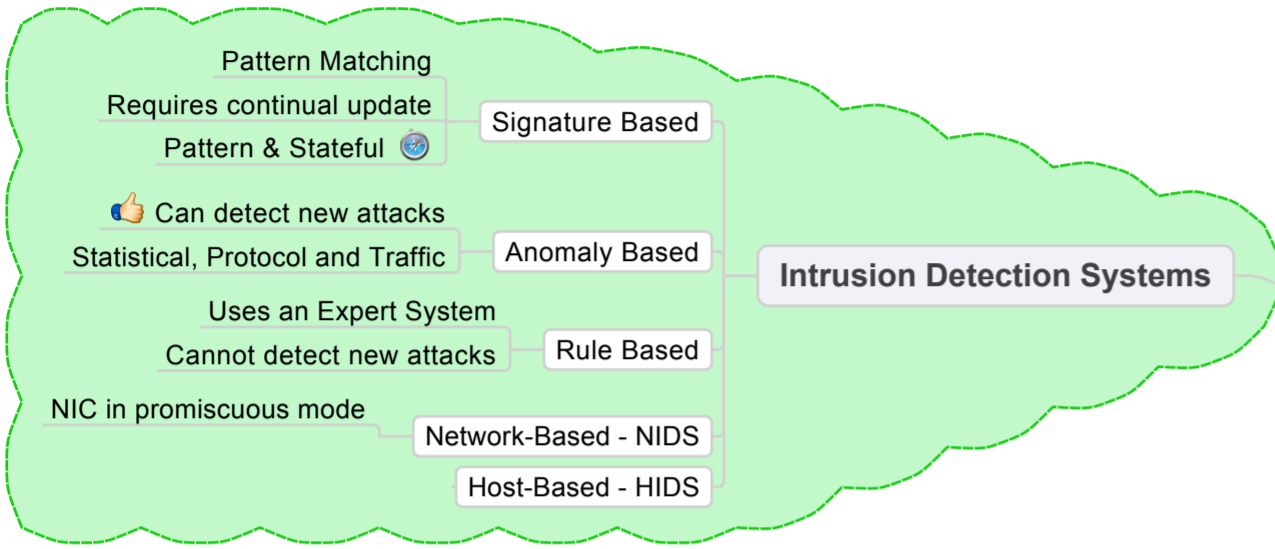 Pattern Matching
Requires continual update
Pattern & Stateful
Signature Based
Can detect new attacks
Statistical, Protocol and Traffic
Anomaly Based
Intrusion Detection Systems
Uses an Expert System
Cannot detect new attacks
Rule Based
NIC in promiscuous mode
Network-Based - NIDS
Host-Based - HIDS